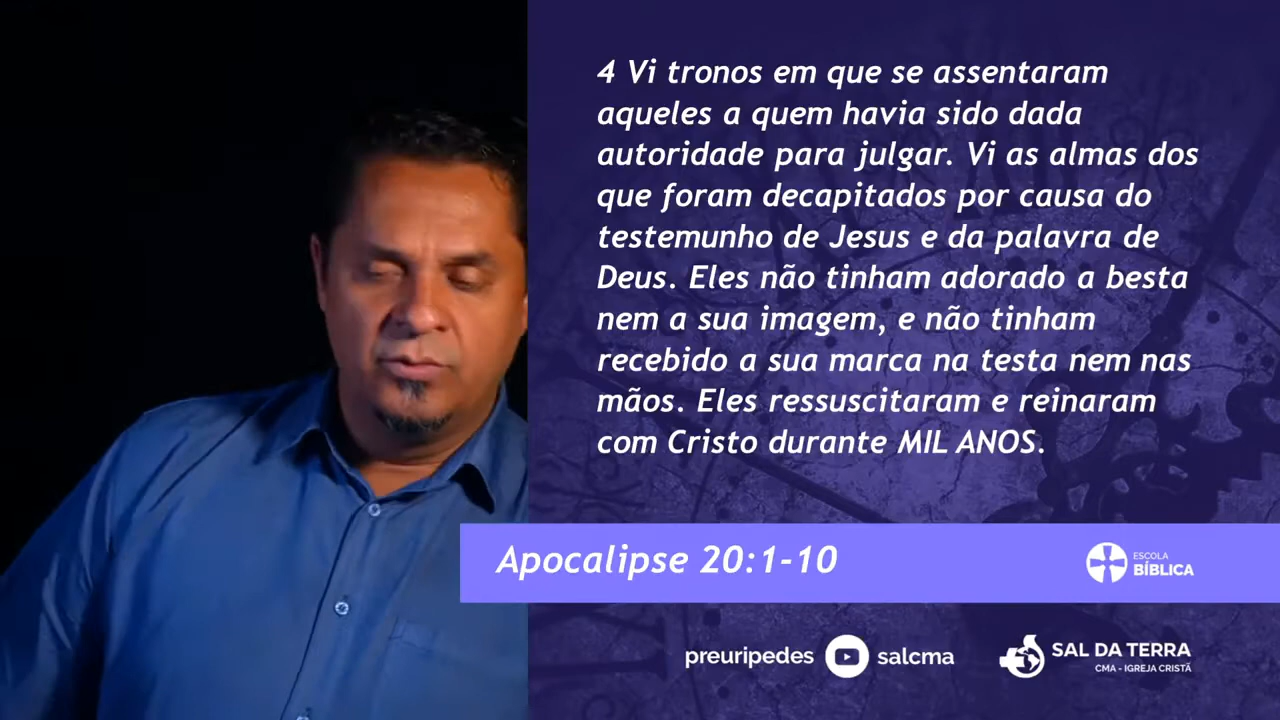 4 Vi tronos em que se assentaram
aqueles a quem havia sido dada
autoridade para julgar. Vi as almas dos
que foram decapitados por causa do
testemunho de Jesus e da palavra de
Deus. Eles não tinham adorado a besta
nem a sua imagem, e não tinham
recebido a sua marca na testa nem nas
mãos. Eles ressuscitaram e reinaram
com Cristo durante MIL ANOS.
Apocalipse 20:1-10
ESCOLA
BÍBLICA
preuripedes salcma
SAL DA TERRA
CMA - IGREJA CRISTÃ